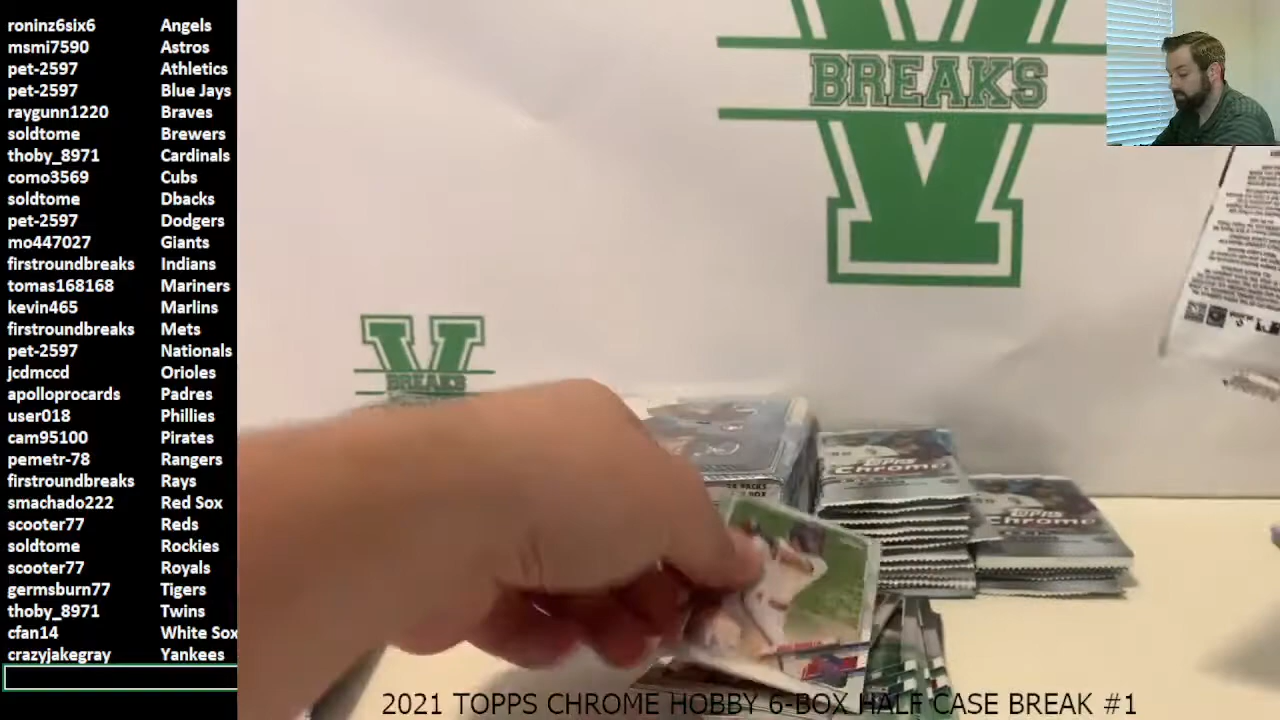 roninz6six6 Angels
msmi7590 Astros
pet-2597 Athletics
pet-2597 Blue Jays
raygunn1220 Braves
soldtome Brewers
thoby_8971 Cardinals
como3569 Cubs
soldtome Dbacks
pet-2597 Dodgers
mo447027 Giants
firstroundbreaks Indians
tomas168168 Mariners
kevin465 Marlins
firstroundbreaks Mets
pet-2597 Nationals
jcdmccd Orioles
apolloprocards Padres
user018 Phillies
cam95100 Pirates
pemetr-78 Rangers
firstroundbreaks Rays
smachado222 Red Sox
scooter77 Reds
soldtome Rockies
scooter77 Royals
germsburn77 Tigers
thoby_8971 Twins
cfan14 White Sox
crazyjakegray Yankees
V
BREAKS
V
BREAKS
Topps
Chrome
Topps
Chrome
2021 TOPPS CHROME HOBBY 6-BOX HALF CASE BREAK #1